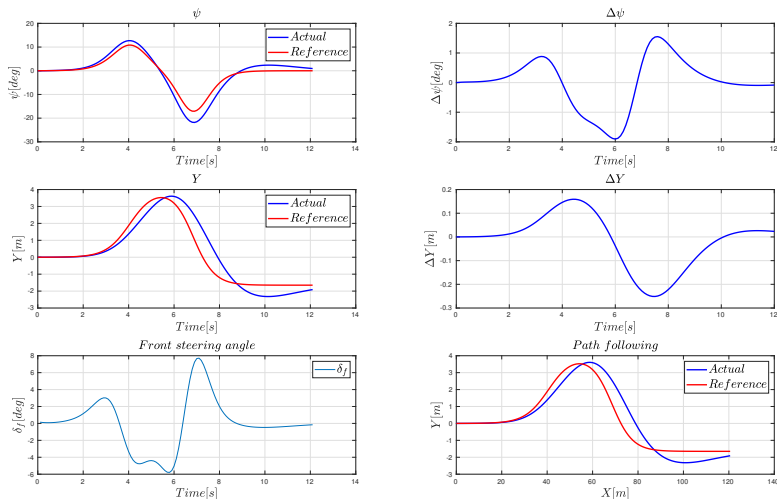 ψ
ψ[deg]
20
10
0
-10
-20
-30
0 2 4 6 8 10 12 14
Time[s]
Actual
Reference
Δψ
Δψ[deg]
2
1
0
-1
-2
0 2 4 6 8 10 12
Time[s]
Y
Y[m]
4
3
2
1
0
-1
-2
-3
0 2 4 6 8 10 12 14
Time[s]
Actual
Reference
ΔY
ΔY[m]
0.2
0.1
0
-0.1
-0.2
-0.3
0 2 4 6 8 10 12
Time[s]
Front steering angle
δf[deg]
8
6
4
2
0
-2
-4
-6
0 2 4 6 8 10 12 14
Time[s]
δf
Path following
Y[m]
4
3
2
1
0
-1
-2
-3
0 20 40 60 80 100 120 140
X[m]
Actual
Reference